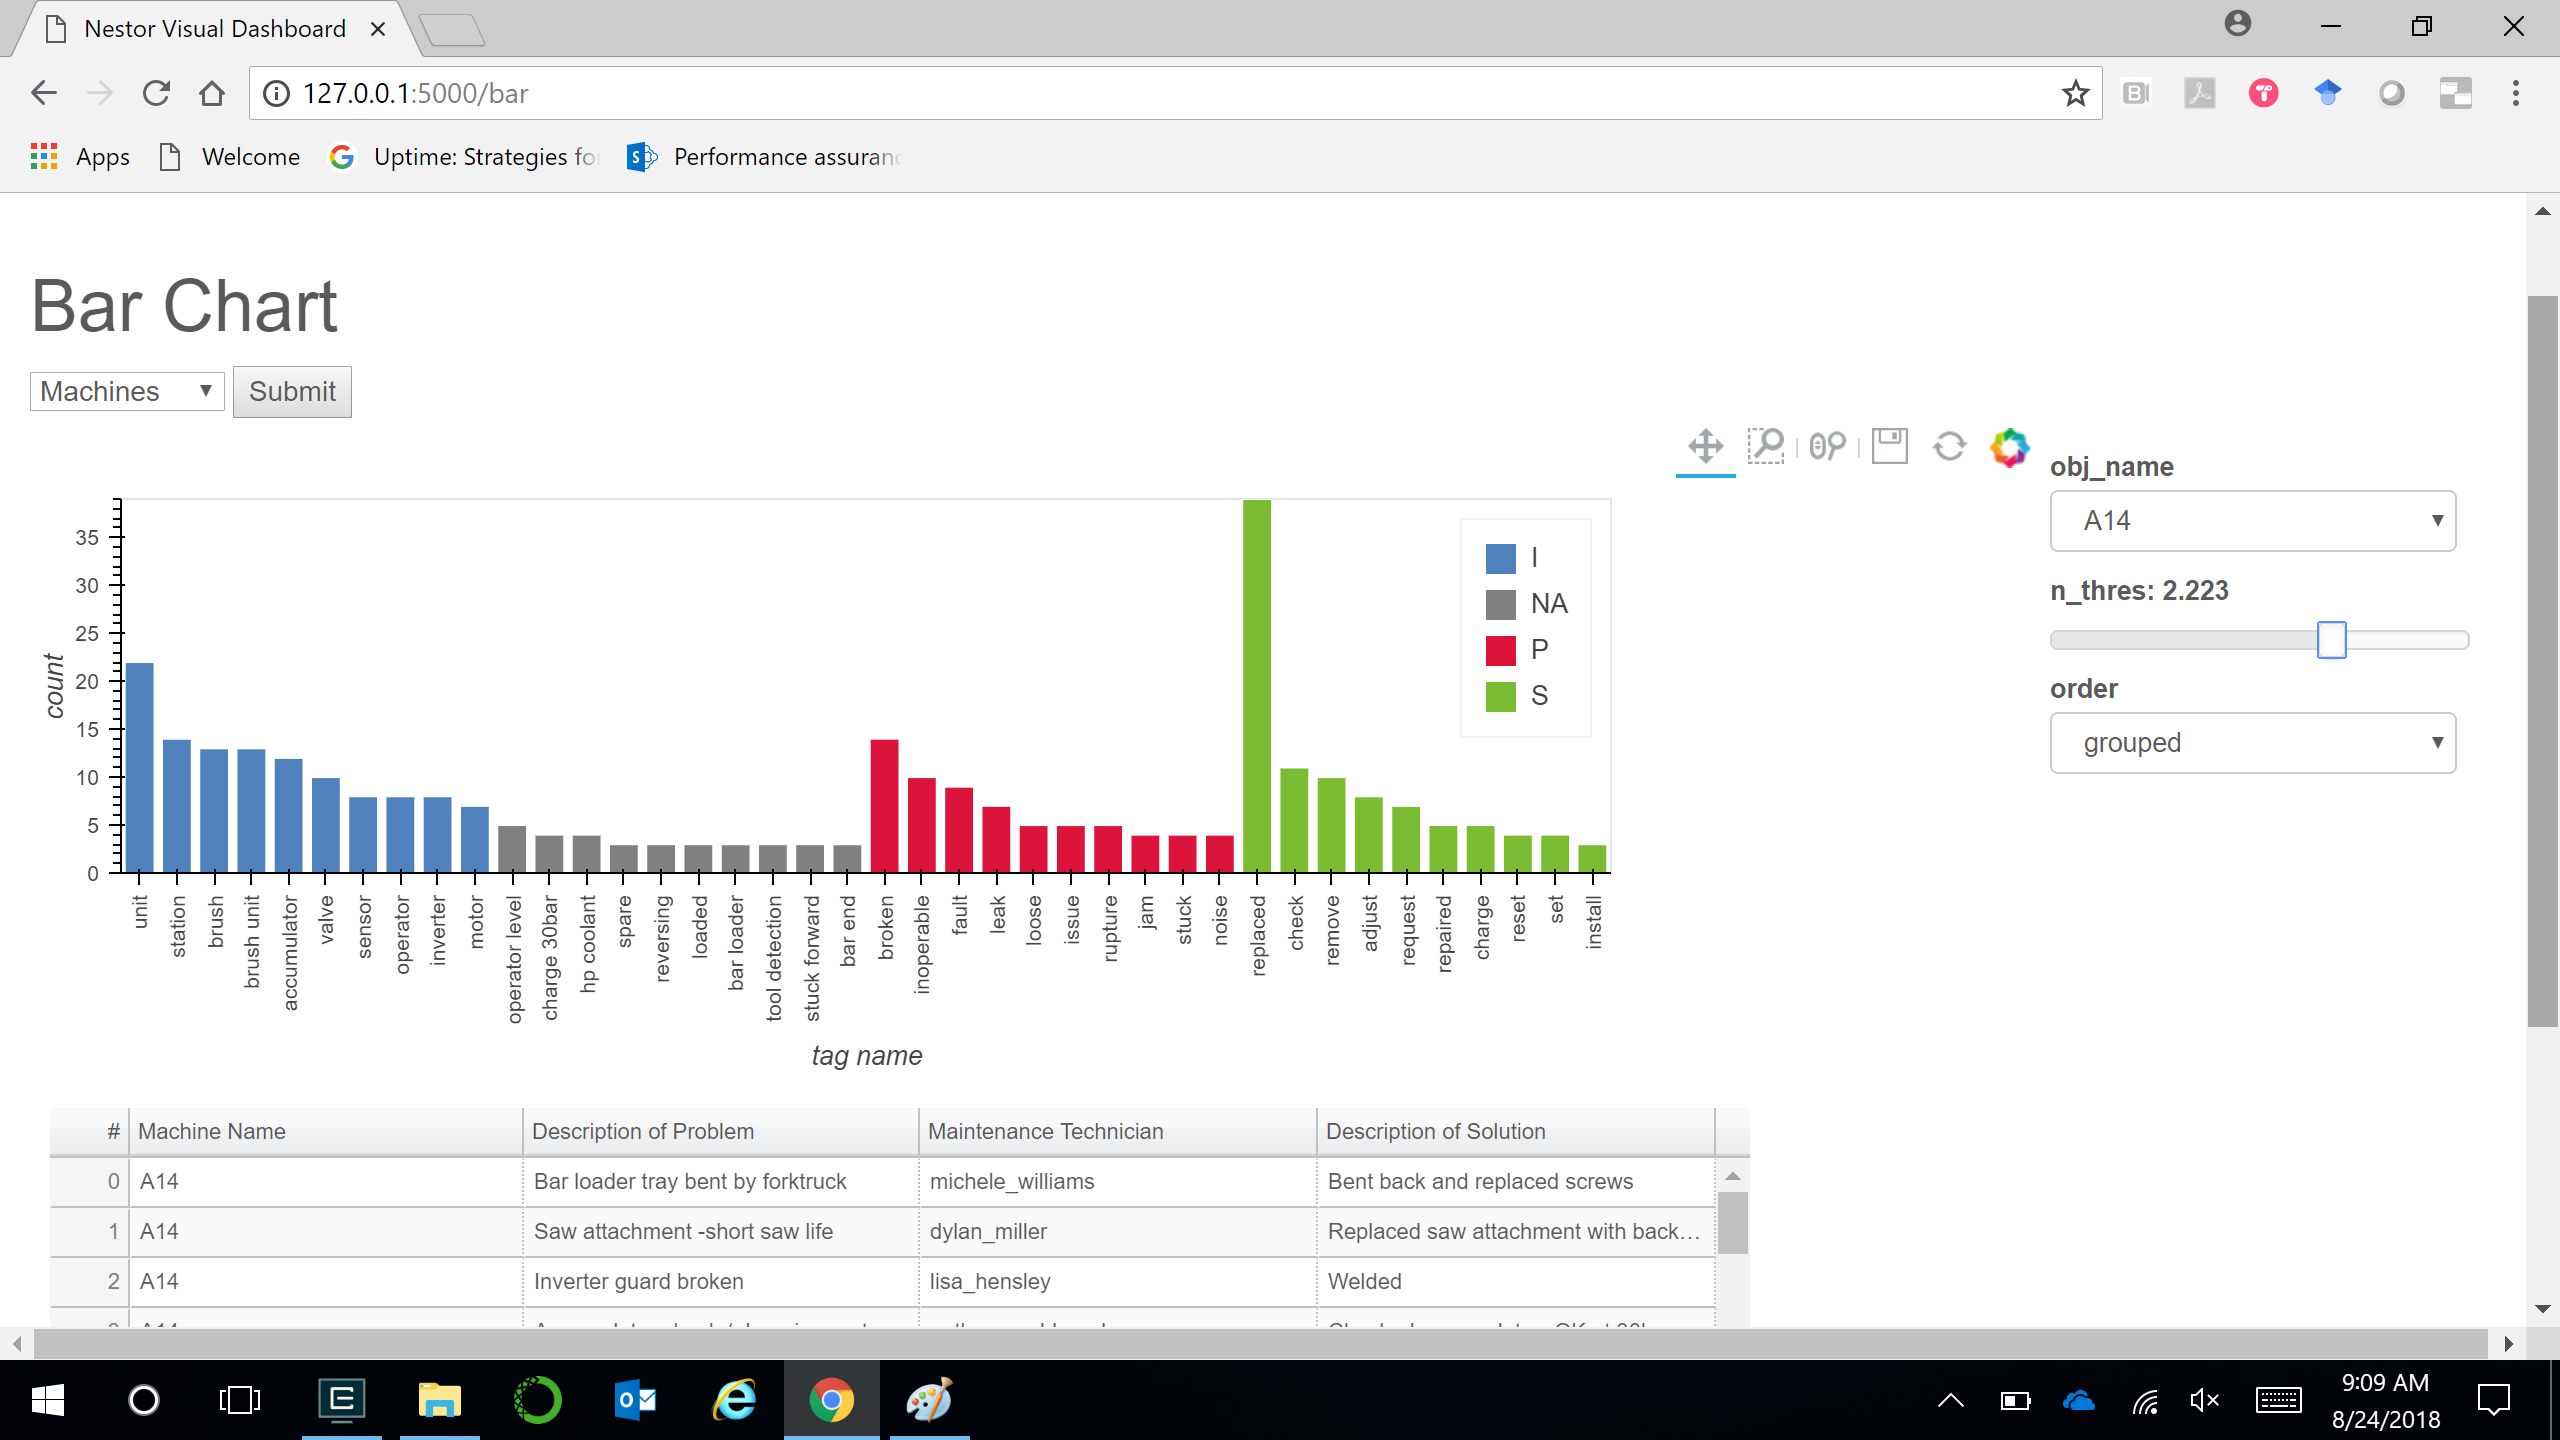 Nestor Visual Dashboard
127.0.0.1:5000/bar
Apps Welcome Uptime: Strategies for Performance assuranc
Bar Chart
Machines Submit
obj_name
A14
n_thres: 2.223
order
grouped
count
35
30
25
20
15
10
5
0
I
NA
P
S
unit
station
brush
brush unit
accumulator
valve
sensor
operator
inverter
motor
operator level
charge 30bar
hp coolant
spare
reversing
loaded
bar loader
tool detection
stuck forward
bar end
broken
inoperable
fault
leak
loose
issue
rupture
jam
stuck
noise
replaced
check
remove
adjust
request
repaired
charge
reset
set
install
tag name
# Machine Name Description of Problem Maintenance Technician Description of Solution
0 A14 Bar loader tray bent by forktruck michele_williams Bent back and replaced screws
1 A14 Saw attachment -short saw life dylan_miller Replaced saw attachment with back…
2 A14 Inverter guard broken lisa_hensley Welded
9:09 AM
8/24/2018